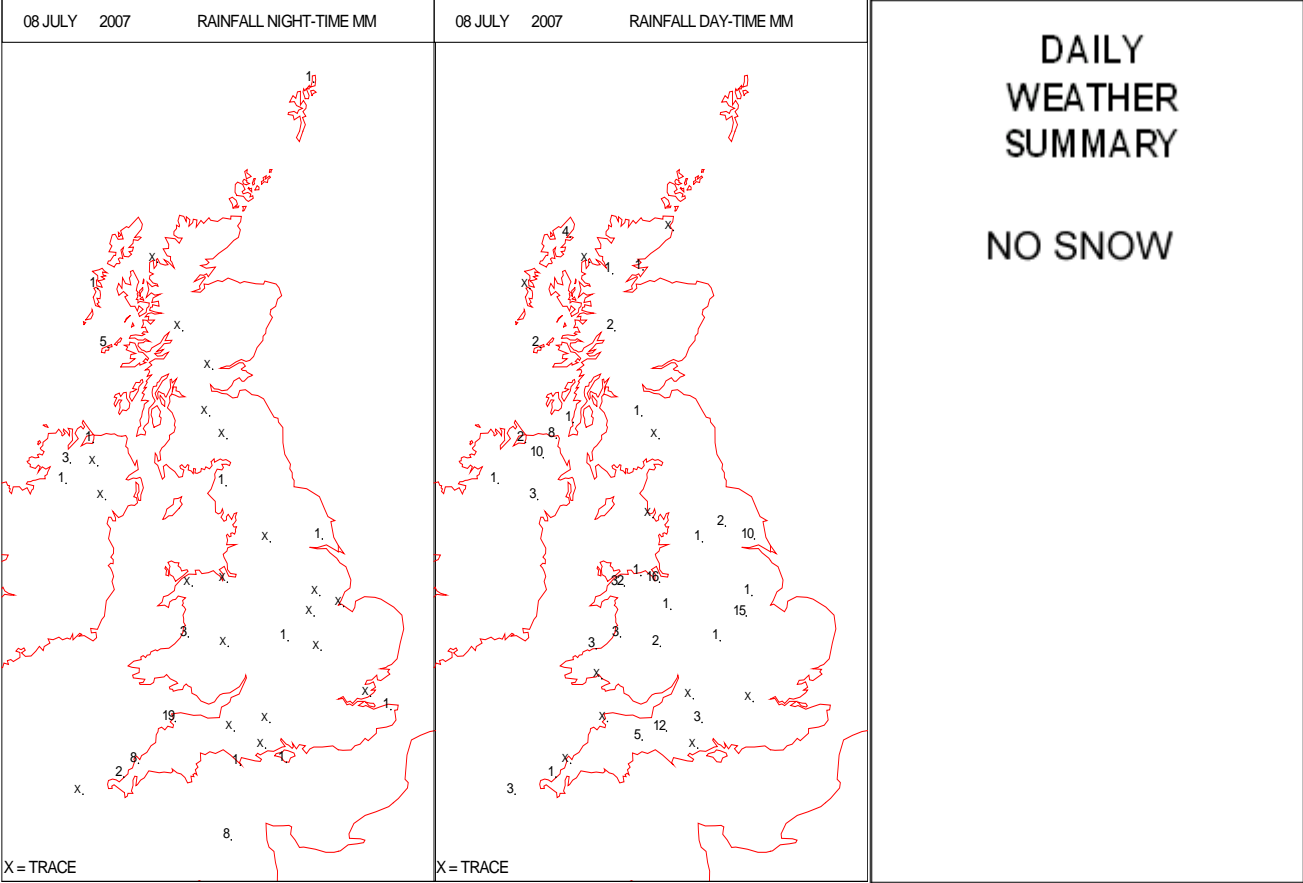 08 JULY 2007 RAINFALL NIGHT-TIME MM
1
X
1
X
5
X
X
1 X
3 X
1 X
1
X 1
X X
X X
X
3 1
X X
X
1
19 X
X
X
8 1 1
2
X
8
X = TRACE
08 JULY 2007 RAINFALL DAY-TIME MM
X
4
X
1 1
X
2
2
1 1
2 8 X
10
1
3
X 2
1 10
1
32 16
1
1 15
3 1
3 2
X
X X
X 3
12
5 X
X
1
3
X = TRACE
DAILY
WEATHER
SUMMARY
NO SNOW